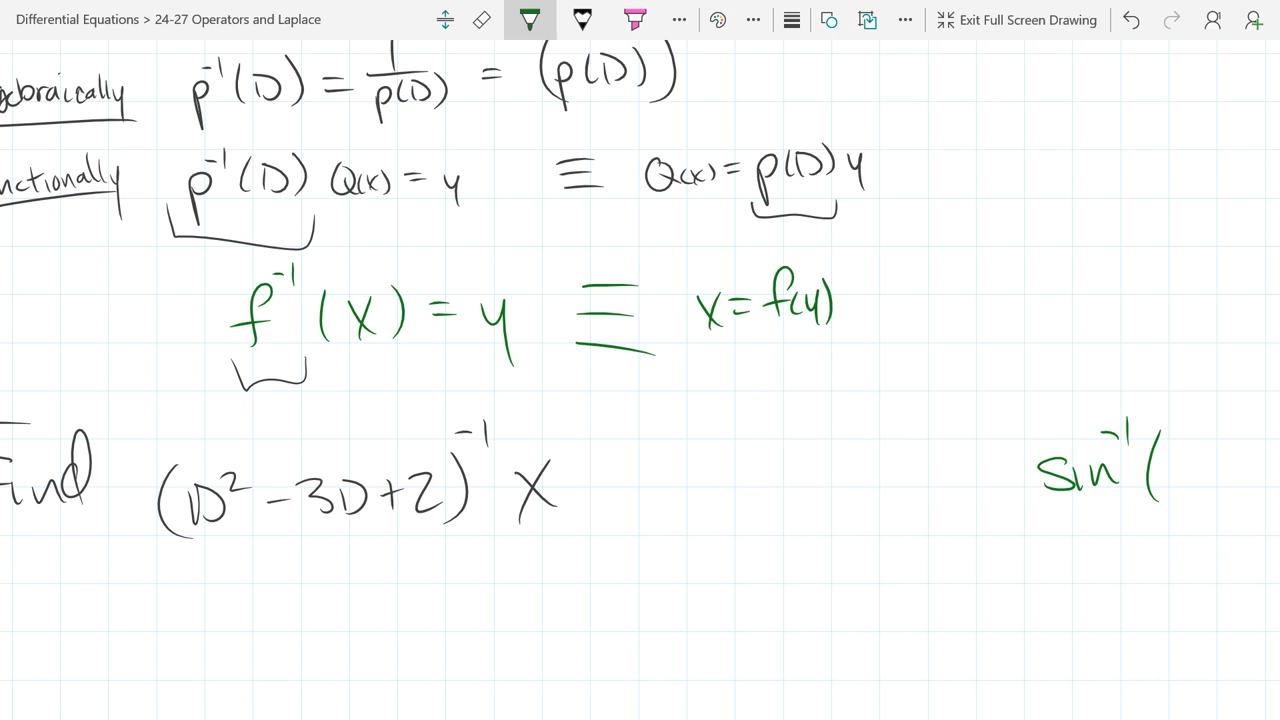 Differential Equations > 24-27 Operators and Laplace
Exit Full Screen Drawing
ebraically p⁻¹(D) = 1/p(D) = (p(D))
nctionally p⁻¹(D) Q(x) = y ≡ Q(x) = p(D) y
f⁻¹(x) = y ≡ x = f(y)
Find (D² - 3D + 2)⁻¹ x
sin⁻¹(